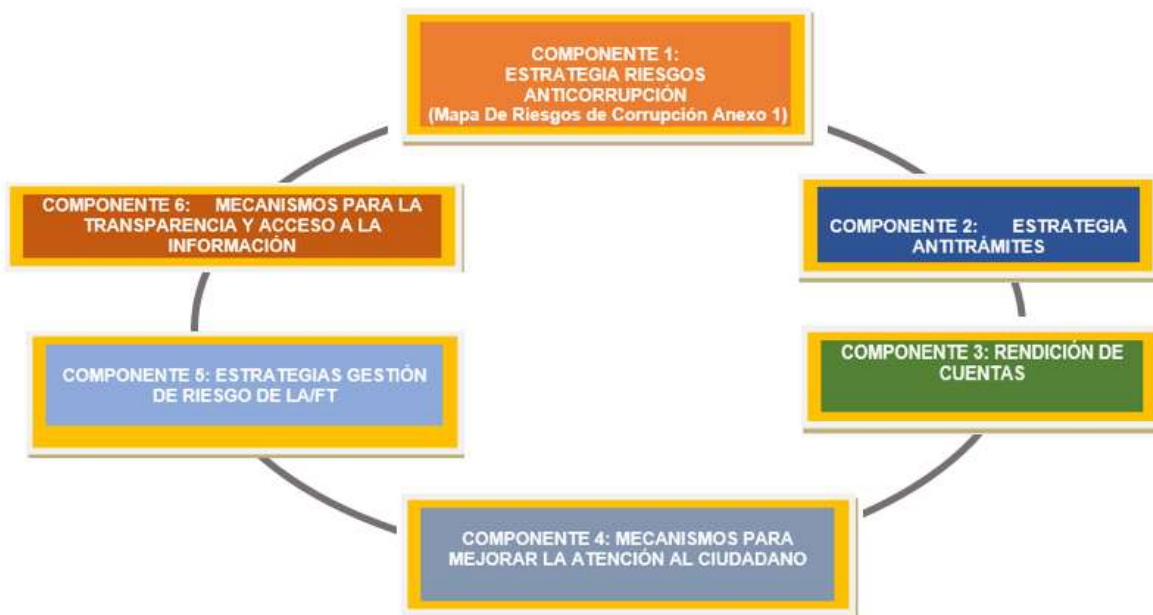 COMPONENTE 1:
ESTRATEGIA RIESGOS
ANTICORRUPCIÓN
(Mapa De Riesgos de Corrupción Anexo 1)
COMPONENTE 2: ESTRATEGIA
ANTITRÁMITES
COMPONENTE 3: RENDICIÓN DE
CUENTAS
COMPONENTE 4: MECANISMOS PARA
MEJORAR LA ATENCIÓN AL CIUDADANO
COMPONENTE 5: ESTRATEGIAS GESTIÓN
DE RIESGO DE LA/FT
COMPONENTE 6: MECANISMOS PARA LA
TRANSPARENCIA Y ACCESO A LA
INFORMACIÓN